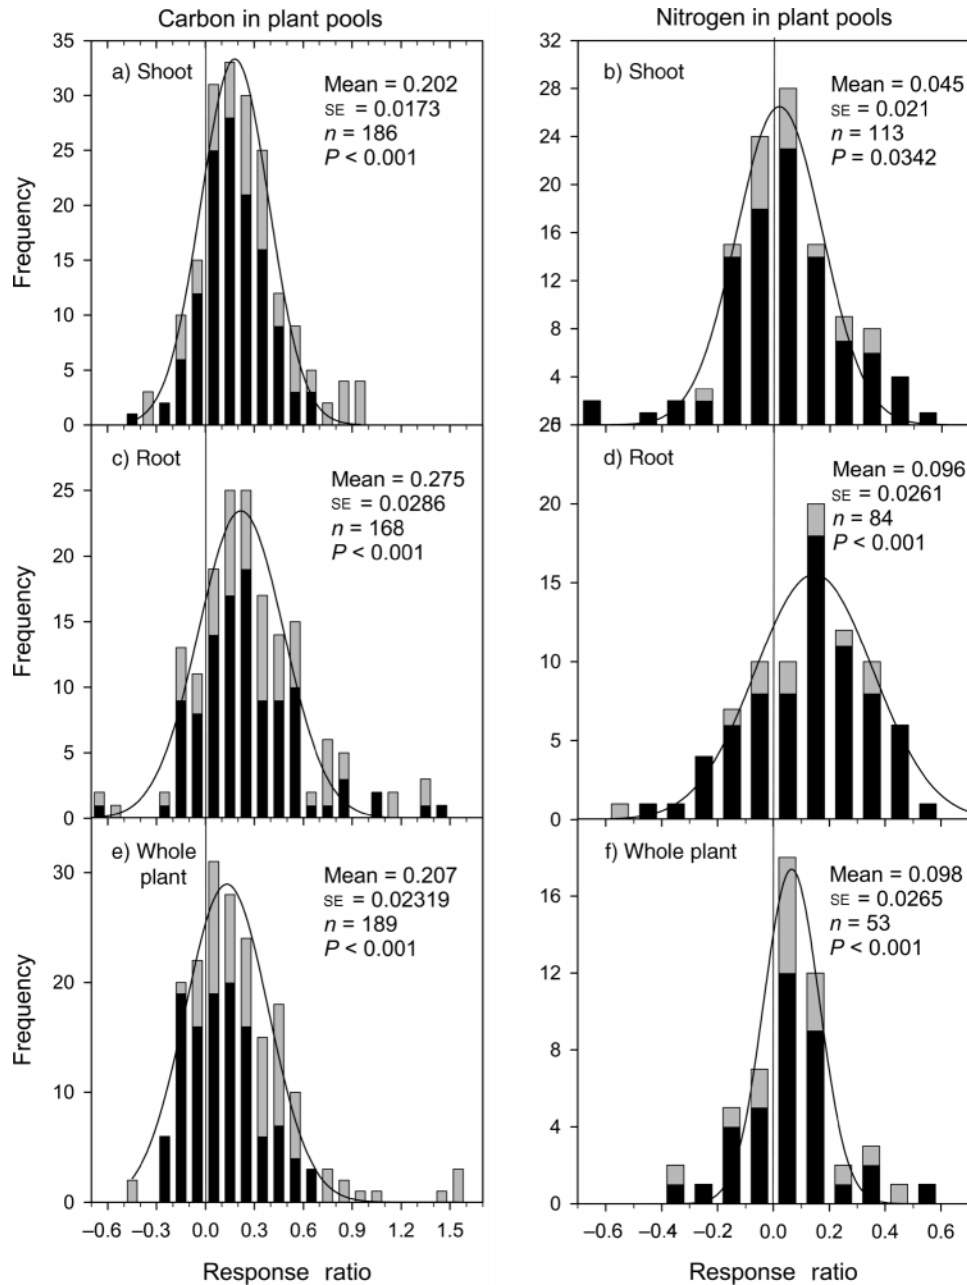 Carbon in plant pools
Nitrogen in plant pools
35
30
25
20
15
10
5
0
Frequency
a) Shoot
Mean = 0.202
SE = 0.0173
n = 186
P < 0.001
32
28
24
20
16
12
8
4
b) Shoot
Mean = 0.045
SE = 0.021
n = 113
P = 0.0342
25
20
15
10
5
0
Frequency
c) Root
Mean = 0.275
SE = 0.0286
n = 168
P < 0.001
20
15
10
5
0
d) Root
Mean = 0.096
SE = 0.0261
n = 84
P < 0.001
30
20
10
0
Frequency
e) Whole
plant
Mean = 0.207
SE = 0.02319
n = 189
P < 0.001
16
12
8
4
0
f) Whole plant
Mean = 0.098
SE = 0.0265
n = 53
P < 0.001
–0.6 –0.3 0.0 0.3 0.6 0.9 1.2 1.5
–0.6 –0.4 –0.2 0.0 0.2 0.4 0.6
Response ratio
Response ratio